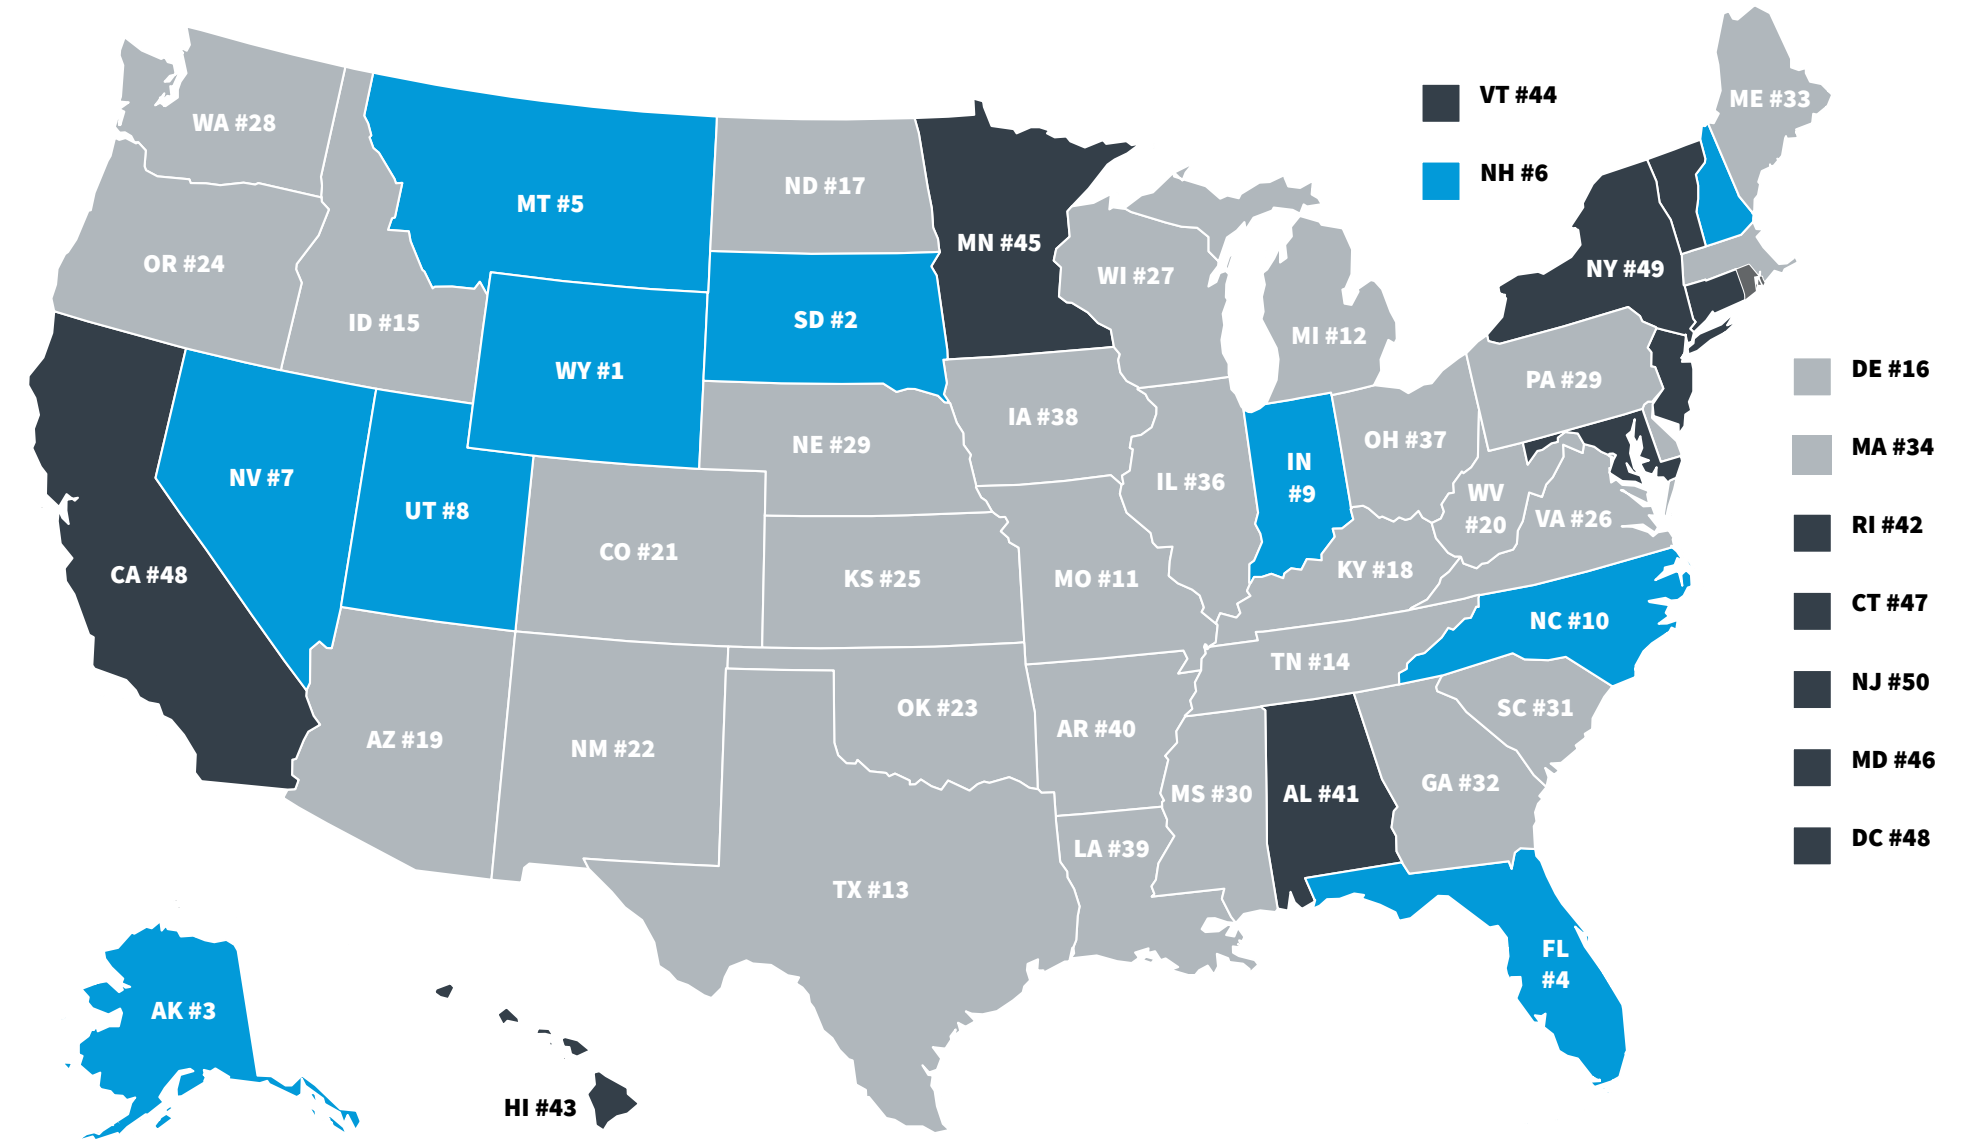 VT #44
ME #33
WA #28
NH #6
ND #17
MT #5
MN #45
OR #24
NY #49
WI #27
SD #2
ID #15
MI #12
WY #1
DE #16
PA #29
IA #38
OH #37
NE #29
MA #34
IN
#9
NV #7
IL #36
WV
#20
UT #8
VA #26
RI #42
CO #21
KY #18
CA #48
KS #25
MO #11
CT #47
NC #10
TN #14
NJ #50
OK #23
SC #31
AR #40
AZ #19
NM #22
MD #46
GA #32
MS #30
AL #41
DC #48
LA #39
TX #13
FL
#4
AK #3
HI #43